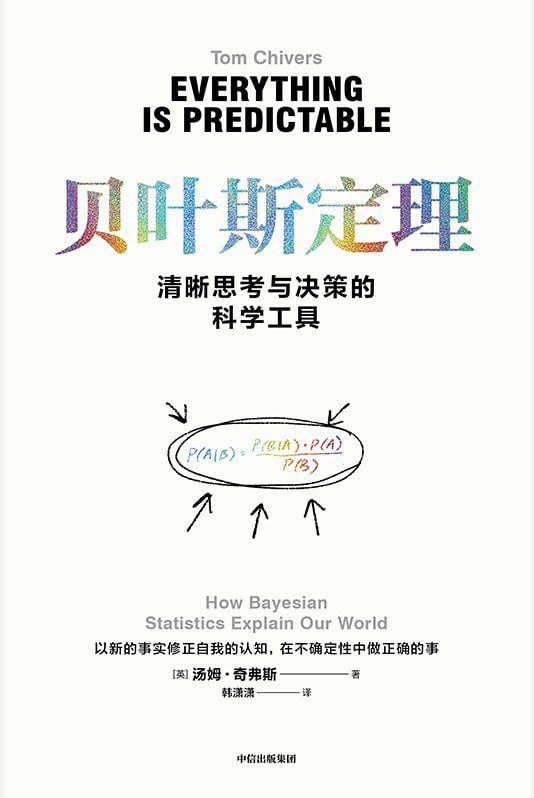 Tom Chivers
EVERYTHING
IS PREDICTABLE
贝叶斯定理
清晰思考与决策的
科学工具
P(A|B) = P(B|A)·P(A) / P(B)
How Bayesian
Statistics Explain Our World
以新的事实修正自我的认知，在不确定性中做正确的事
[英] 汤姆·奇弗斯 ——— 著
韩潇潇 ——— 译
中信出版集团